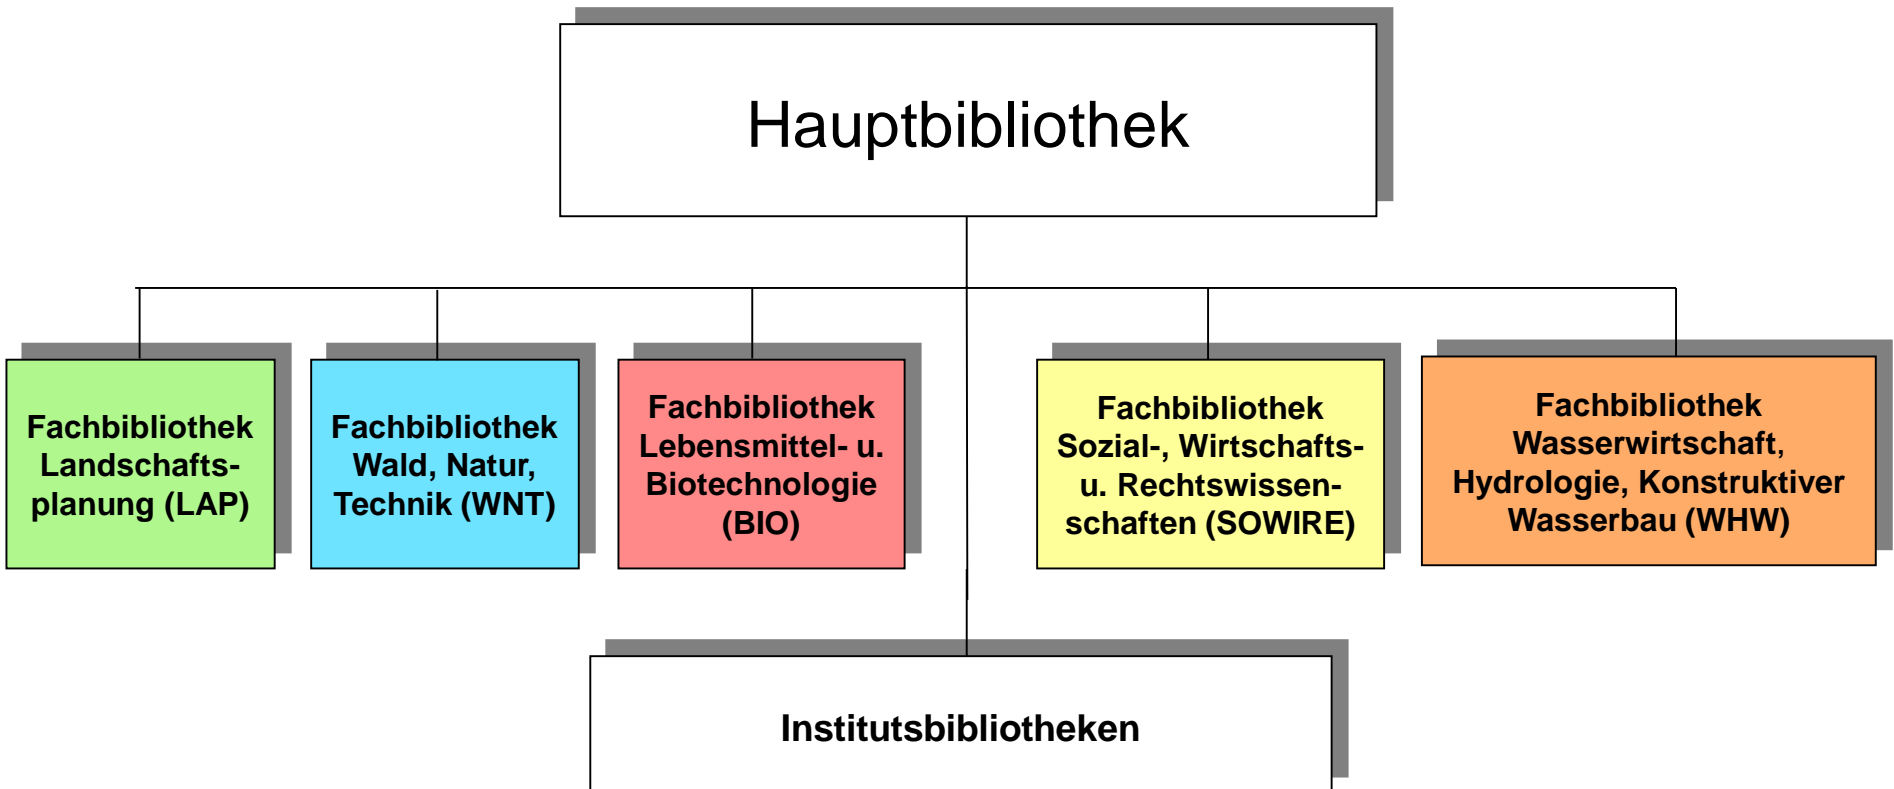 Hauptbibliothek
Fachbibliothek
Landschafts-
planung (LAP)
Fachbibliothek
Wald, Natur,
Technik (WNT)
Fachbibliothek
Lebensmittel- u.
Biotechnologie
(BIO)
Fachbibliothek
Sozial-, Wirtschafts-
u. Rechtswissen-
schaften (SOWIRE)
Fachbibliothek
Wasserwirtschaft,
Hydrologie, Konstruktiver
Wasserbau (WHW)
Institutsbibliotheken